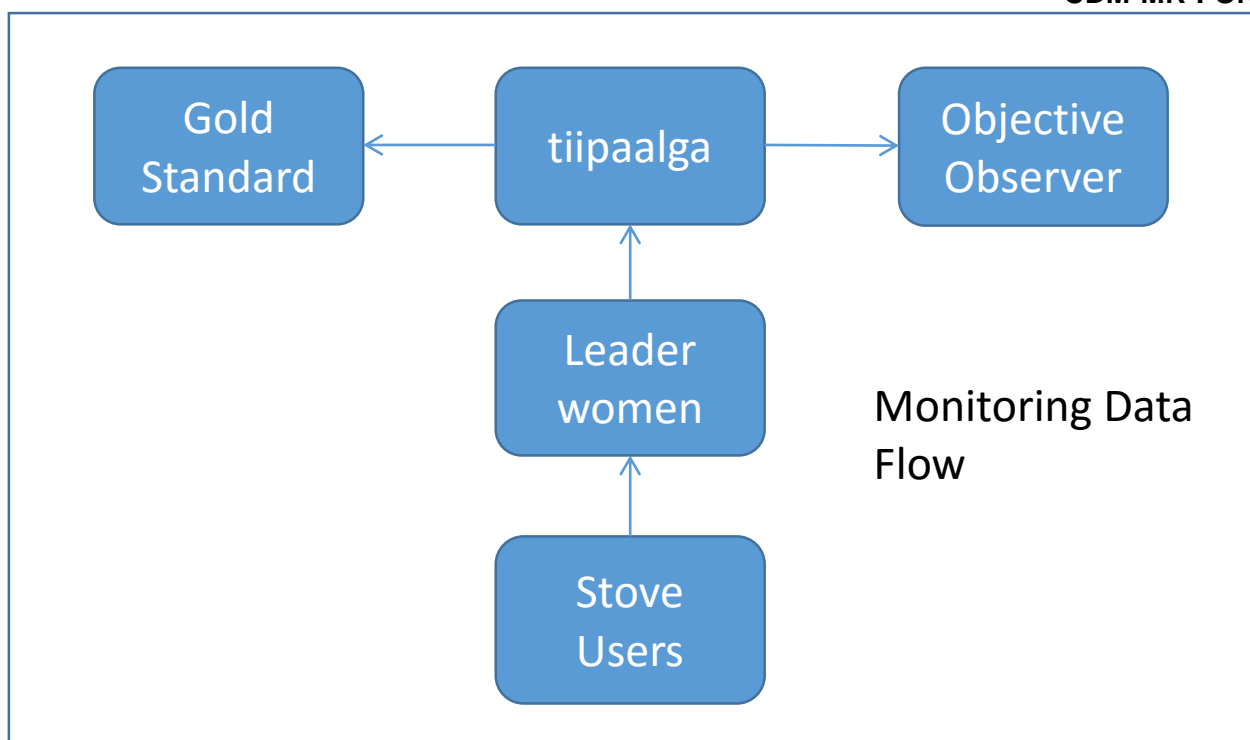 Gold
Standard
tiipaalga
Objective
Observer
Leader
women
Monitoring Data
Flow
Stove
Users